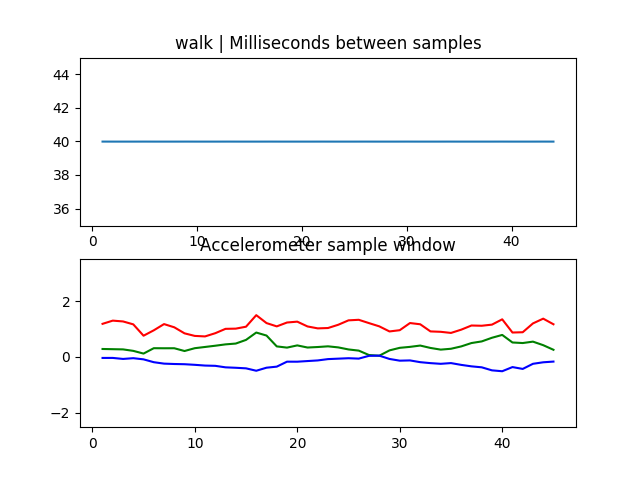 walk | Milliseconds between samples
44
42
40
38
36
0 10 20 30 40
Accelerometer sample window
2
0
−2
0 10 20 30 40